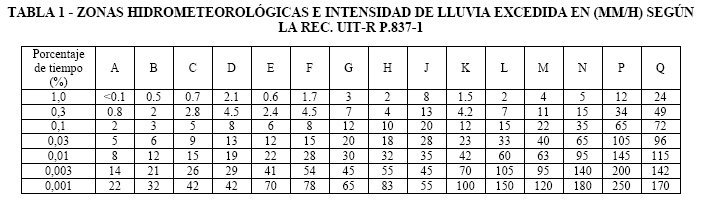 TABLA 1 - ZONAS HIDROMETEOROLÓGICAS E INTENSIDAD DE LLUVIA EXCEDIDA EN (MM/H) SEGÚN
LA REC. UIT-R P.837-1
Porcentaje de tiempo (%) A B C D E F G H J K L M N P Q
1,0 <0.1 0.5 0.7 2.1 0.6 1.7 3 2 8 1.5 2 4 5 12 24
0,3 0.8 2 2.8 4.5 2.4 4.5 7 4 13 4.2 7 11 15 34 49
0,1 2 3 5 8 6 8 12 10 20 12 15 22 35 65 72
0,03 5 6 9 13 12 15 20 18 28 23 33 40 65 105 96
0,01 8 12 15 19 22 28 30 32 35 42 60 63 95 145 115
0,003 14 21 26 29 41 54 45 55 45 70 105 95 140 200 142
0,001 22 32 42 42 70 78 65 83 55 100 150 120 180 250 170